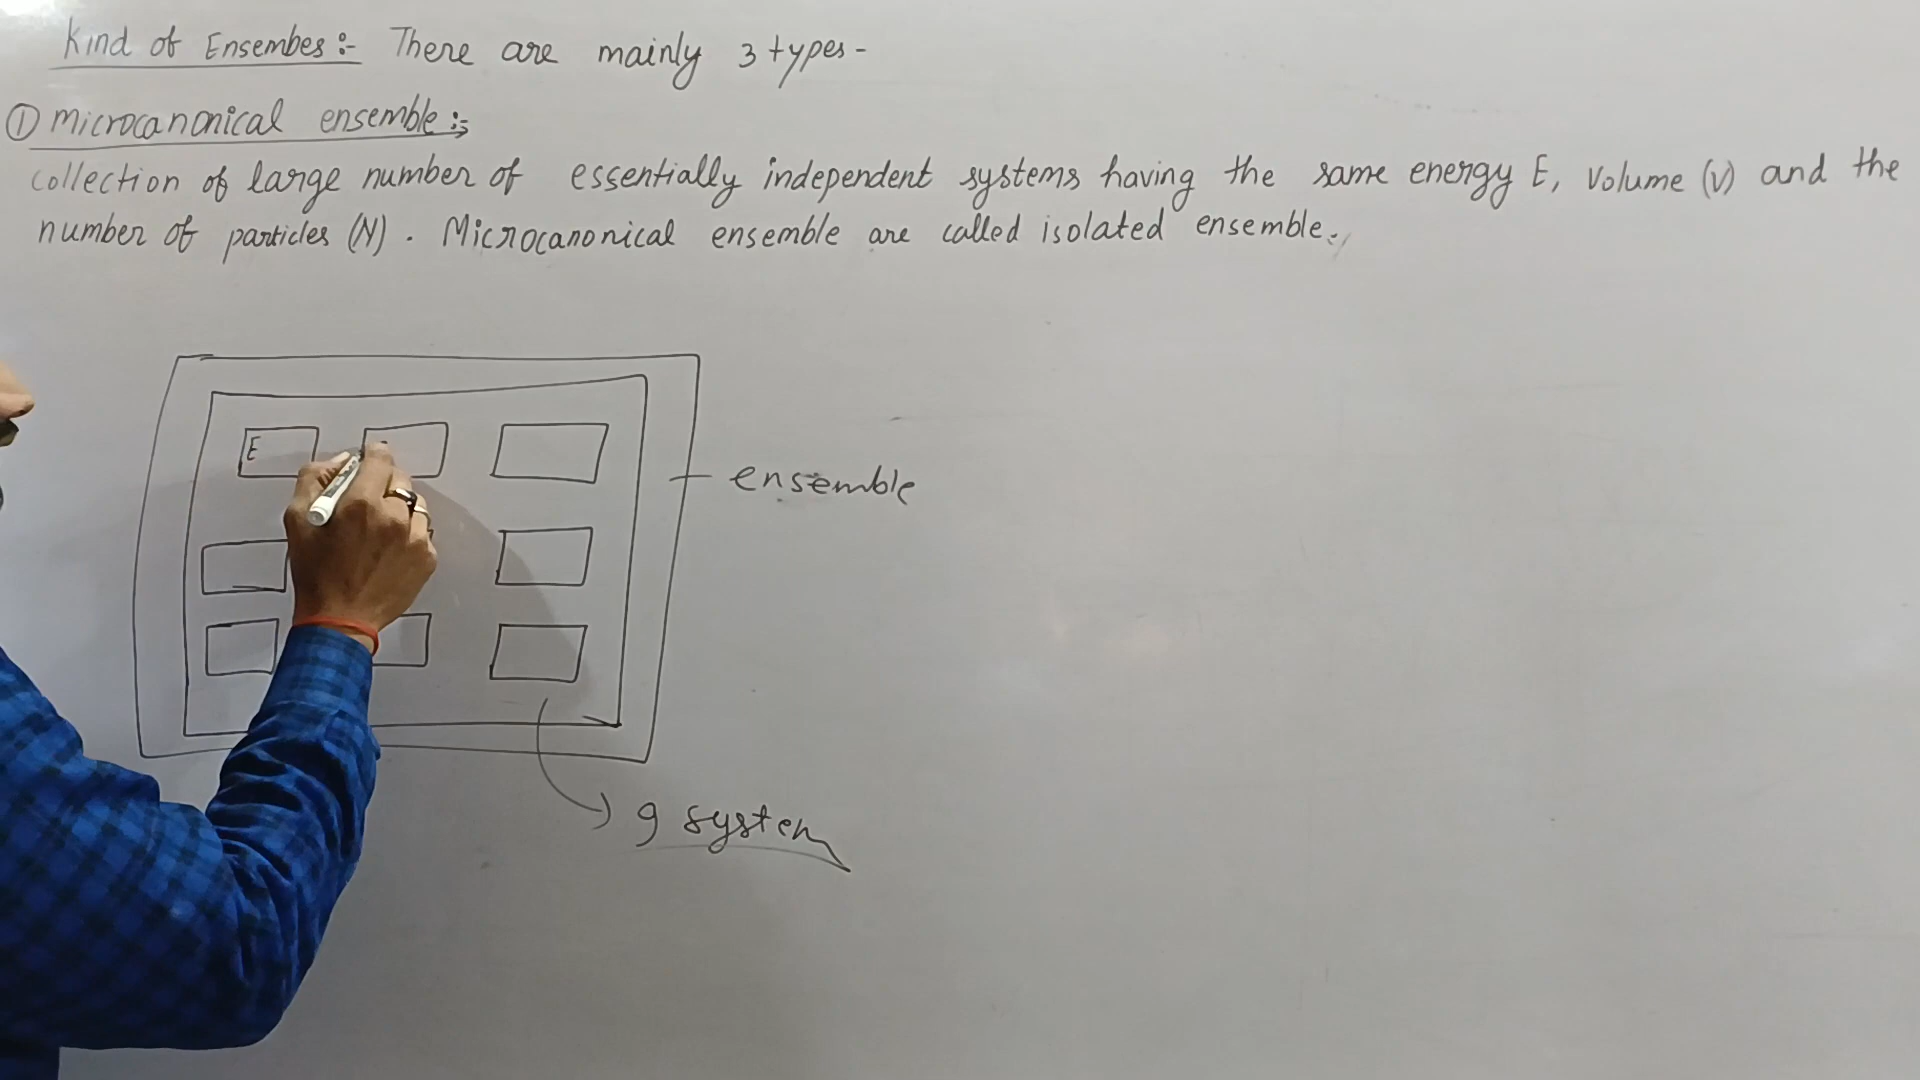 Kind of Ensembes :- There are mainly 3 types -
① Microcanonical ensemble :-
Collection of large number of essentially independent systems having the same energy E, Volume (V) and the
number of particles (N). Microcanonical ensemble are called isolated ensemble.
E
ensemble
9 system